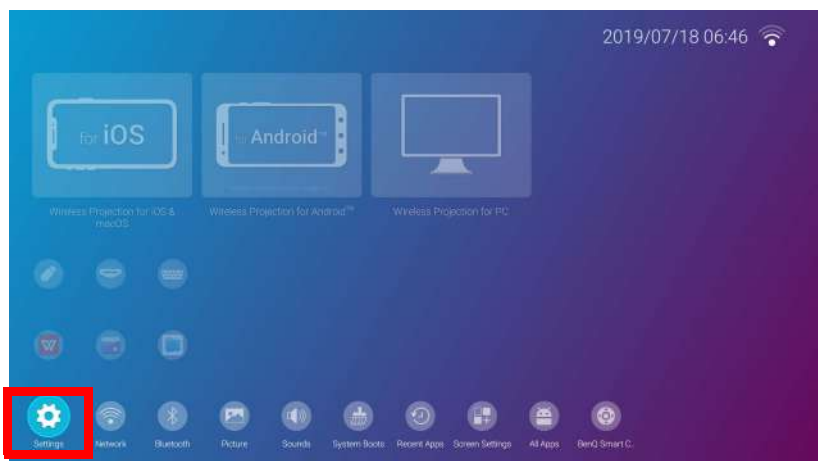 2019/07/18 06:46
for iOS
for Android™
Wireless Projection for iOS &
macOS
Wireless Projection for Android™
Wireless Projection for PC
W
Settings
Network
Bluetooth
Picture
Sounds
System Boots
Recent Apps
Screen Settings
All Apps
BenQ Smart C..